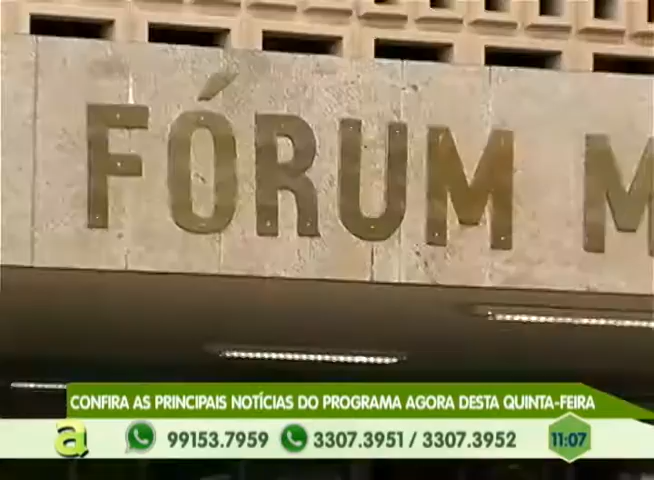 FÓRUM M
CONFIRA AS PRINCIPAIS NOTÍCIAS DO PROGRAMA AGORA DESTA QUINTA-FEIRA
a 99153.7959 3307.3951 / 3307.3952 11:07